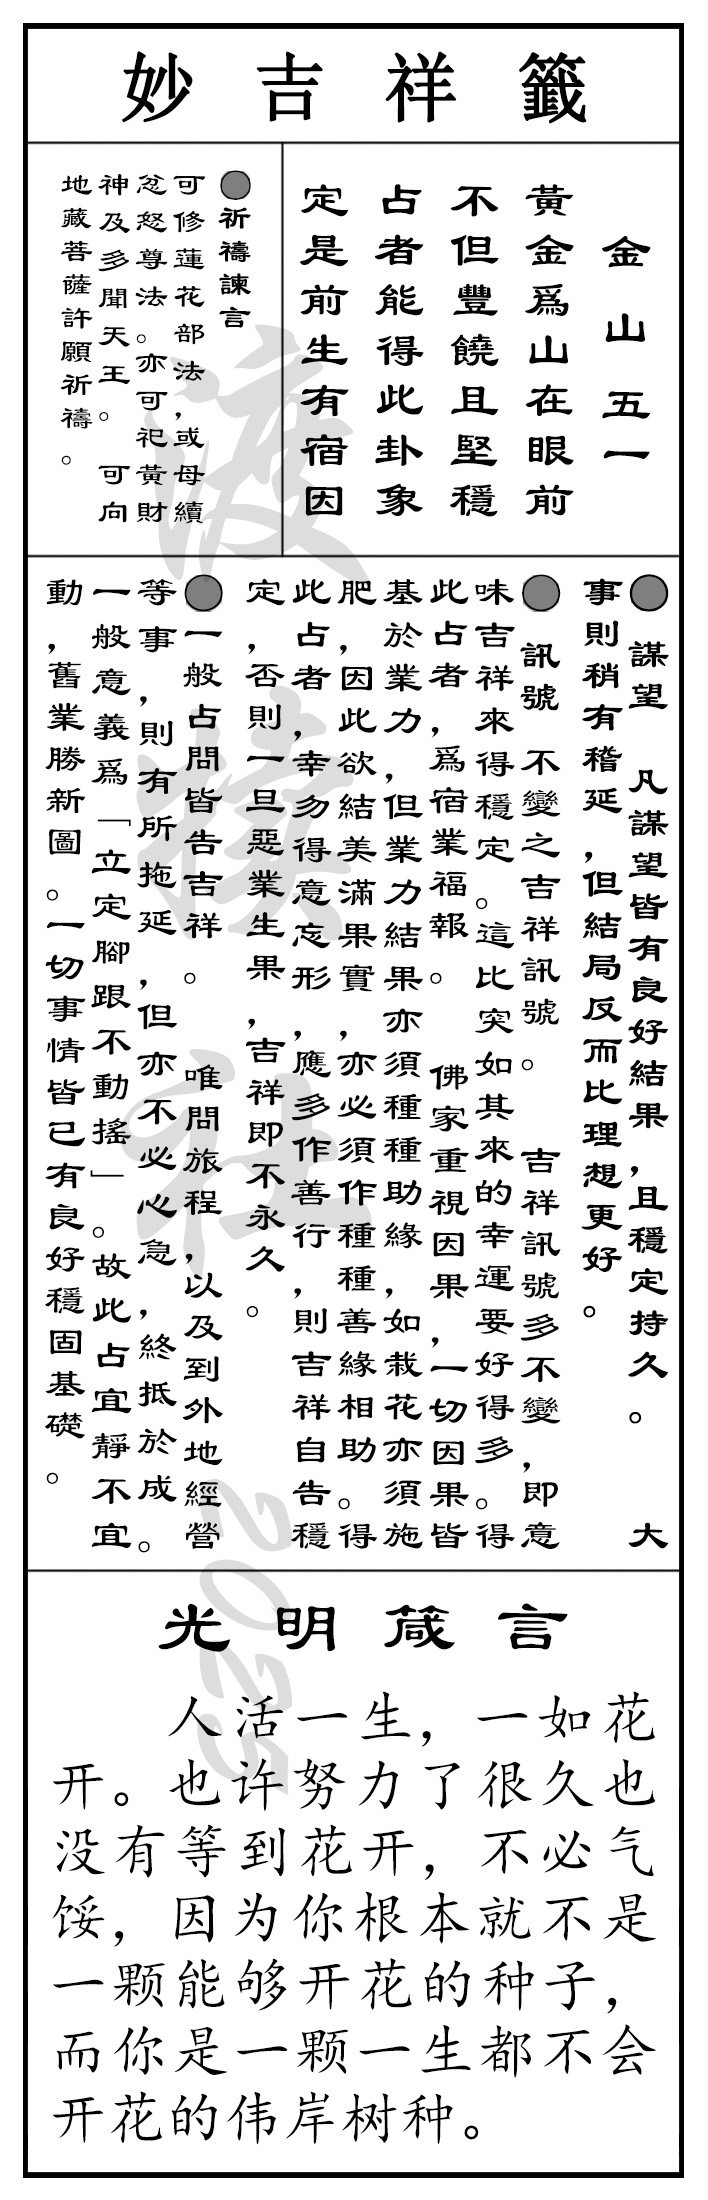 妙吉祥籤
金山五一
黃金爲山在眼前
不但豐饒且堅穩
占者能得此卦象
定是前生有宿因
●祈禱諫言
可修蓮花部法，或母續
忿怒尊法。亦可祀黃財
神及多聞天王。可向
地藏菩薩許願祈禱。
●謀望 凡謀望皆有良好結果，且穩定持久。大
事則稍有稽延，但結局反而比理想更好。
●訊號 不變之吉祥訊號。吉祥訊號多不變，即意
味吉祥來得穩定。這比突如其來的幸運要好得多。得
此占者，爲宿業福報。佛家重視因果，一切因果皆
基於業力，但業力結果亦須種種助緣，如栽花亦須施
肥，因此欲結美滿果實，亦必須作種種善緣相助。得
此占者，幸勿得意忘形，應多作善行，則吉祥自告穩
定，否則一旦惡業生果，吉祥即不永久。
●一般占問皆告吉祥。唯問旅程，以及到外地經營
等事，則有所拖延，但亦不必心急，終抵於成。
一般意義爲「立定腳跟不動搖」。故此占宜靜不宜
動，舊業勝新圖。一切事情皆已有良好穩固基礎。
光明箴言
人活一生，一如花
开。也许努力了很久也
没有等到花开，不必气
馁，因为你根本就不是
一颗能够开花的种子，
而你是一颗一生都不会
开花的伟岸树种。
渡犢社2025